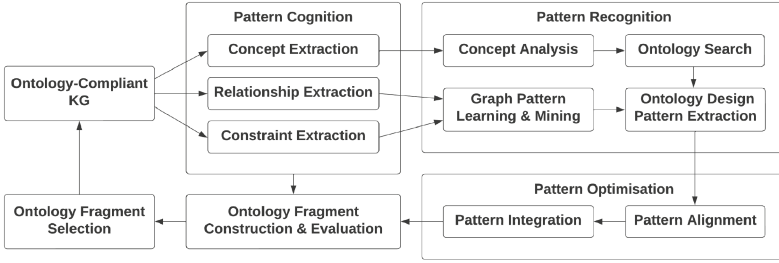 Pattern Cognition
Pattern Recognition
Concept Extraction
Concept Analysis
Ontology Search
Ontology-Compliant
KG
Relationship Extraction
Graph Pattern
Learning & Mining
Ontology Design
Pattern Extraction
Constraint Extraction
Pattern Optimisation
Ontology Fragment
Selection
Ontology Fragment
Construction & Evaluation
Pattern Integration
Pattern Alignment